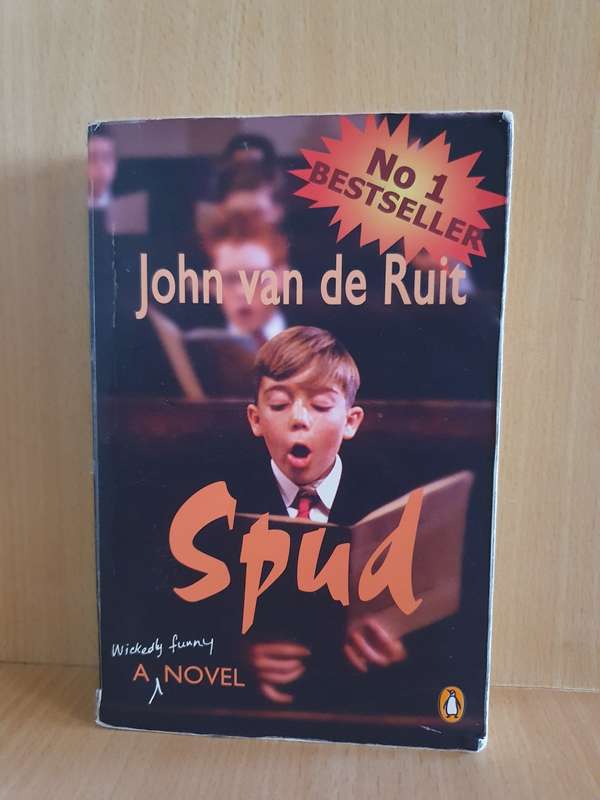 No 1
BESTSELLER
John van de Ruit
Spud
Wickedly funny
A NOVEL